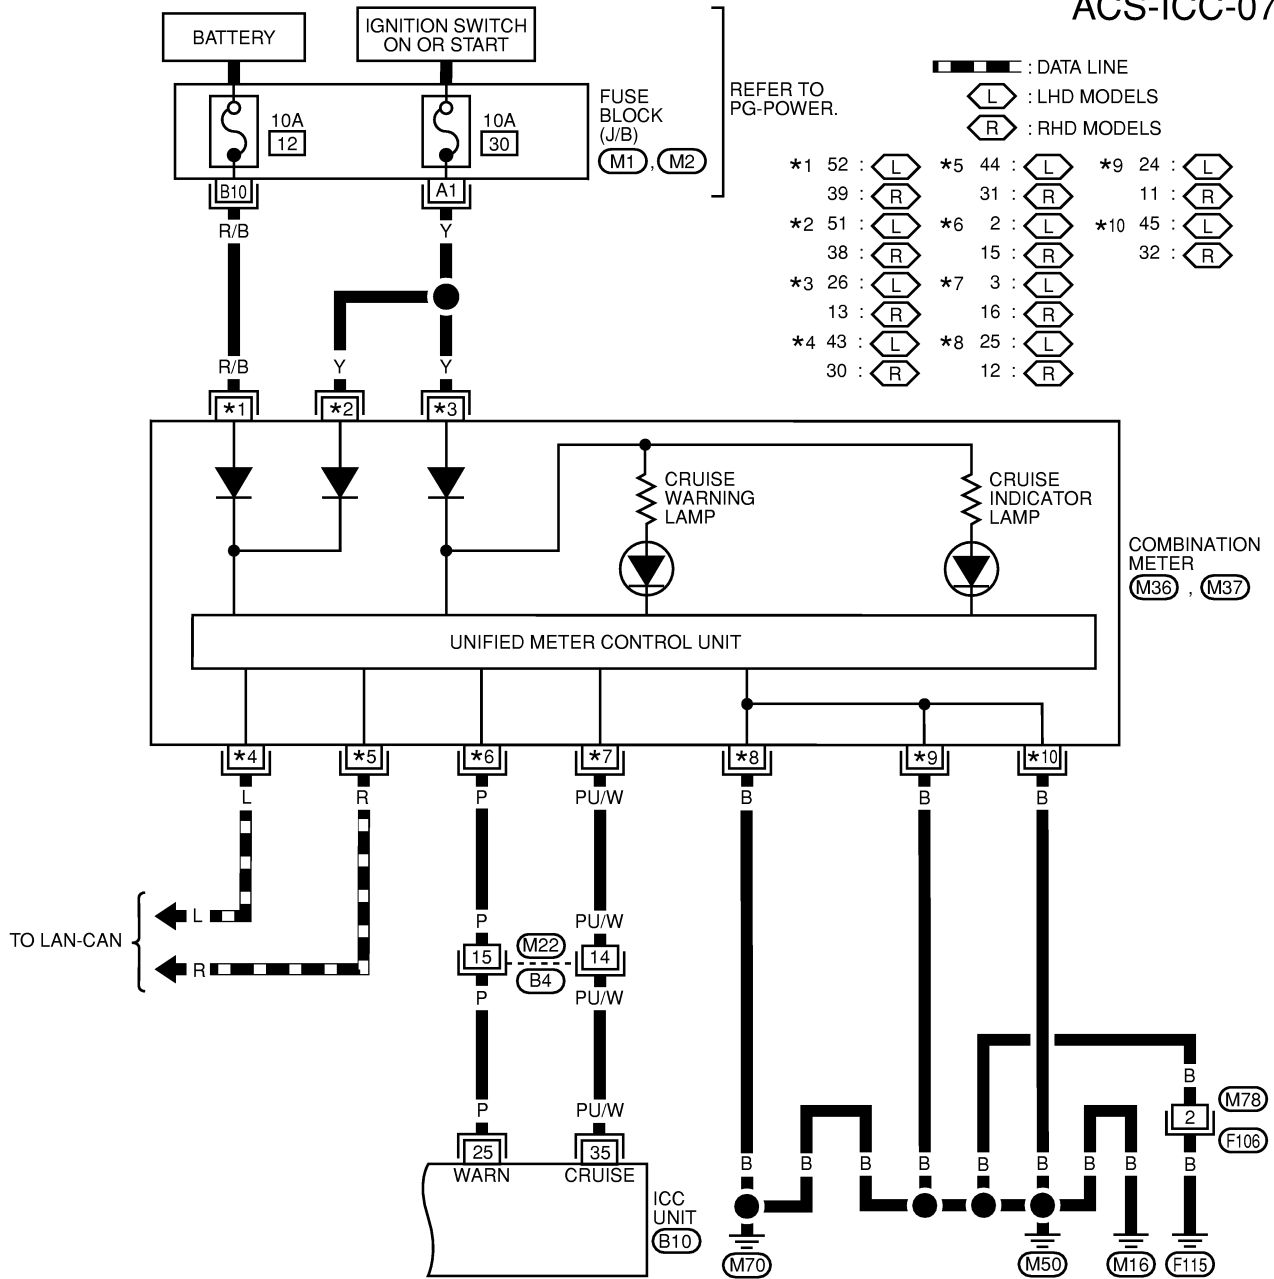 ACS-ICC-07
BATTERY
IGNITION SWITCH
ON OR START
10A
12
10A
30
FUSE
BLOCK
(J/B)
M1 , M2
REFER TO
PG-POWER.
: DATA LINE
L : LHD MODELS
R : RHD MODELS
*1 52 : L
39 : R
*2 51 : L
38 : R
*3 26 : L
13 : R
*4 43 : L
30 : R
*5 44 : L
31 : R
*6 2 : L
15 : R
*7 3 : L
16 : R
*8 25 : L
12 : R
*9 24 : L
11 : R
*10 45 : L
32 : R
B10 A1
R/B Y
R/B Y Y
*1 *2 *3
CRUISE
WARNING
LAMP
CRUISE
INDICATOR
LAMP
COMBINATION
METER
M36 , M37
UNIFIED METER CONTROL UNIT
*4 *5 *6 *7 *8 *9 *10
L R P PU/W B B B
TO LAN-CAN
L
R
P PU/W
15 14
M22
B4
P PU/W
P PU/W
25 35
WARN CRUISE
ICC
UNIT
B10
B
M78
2
F106
B B B B B B B B B
M70 M50 M16 F115